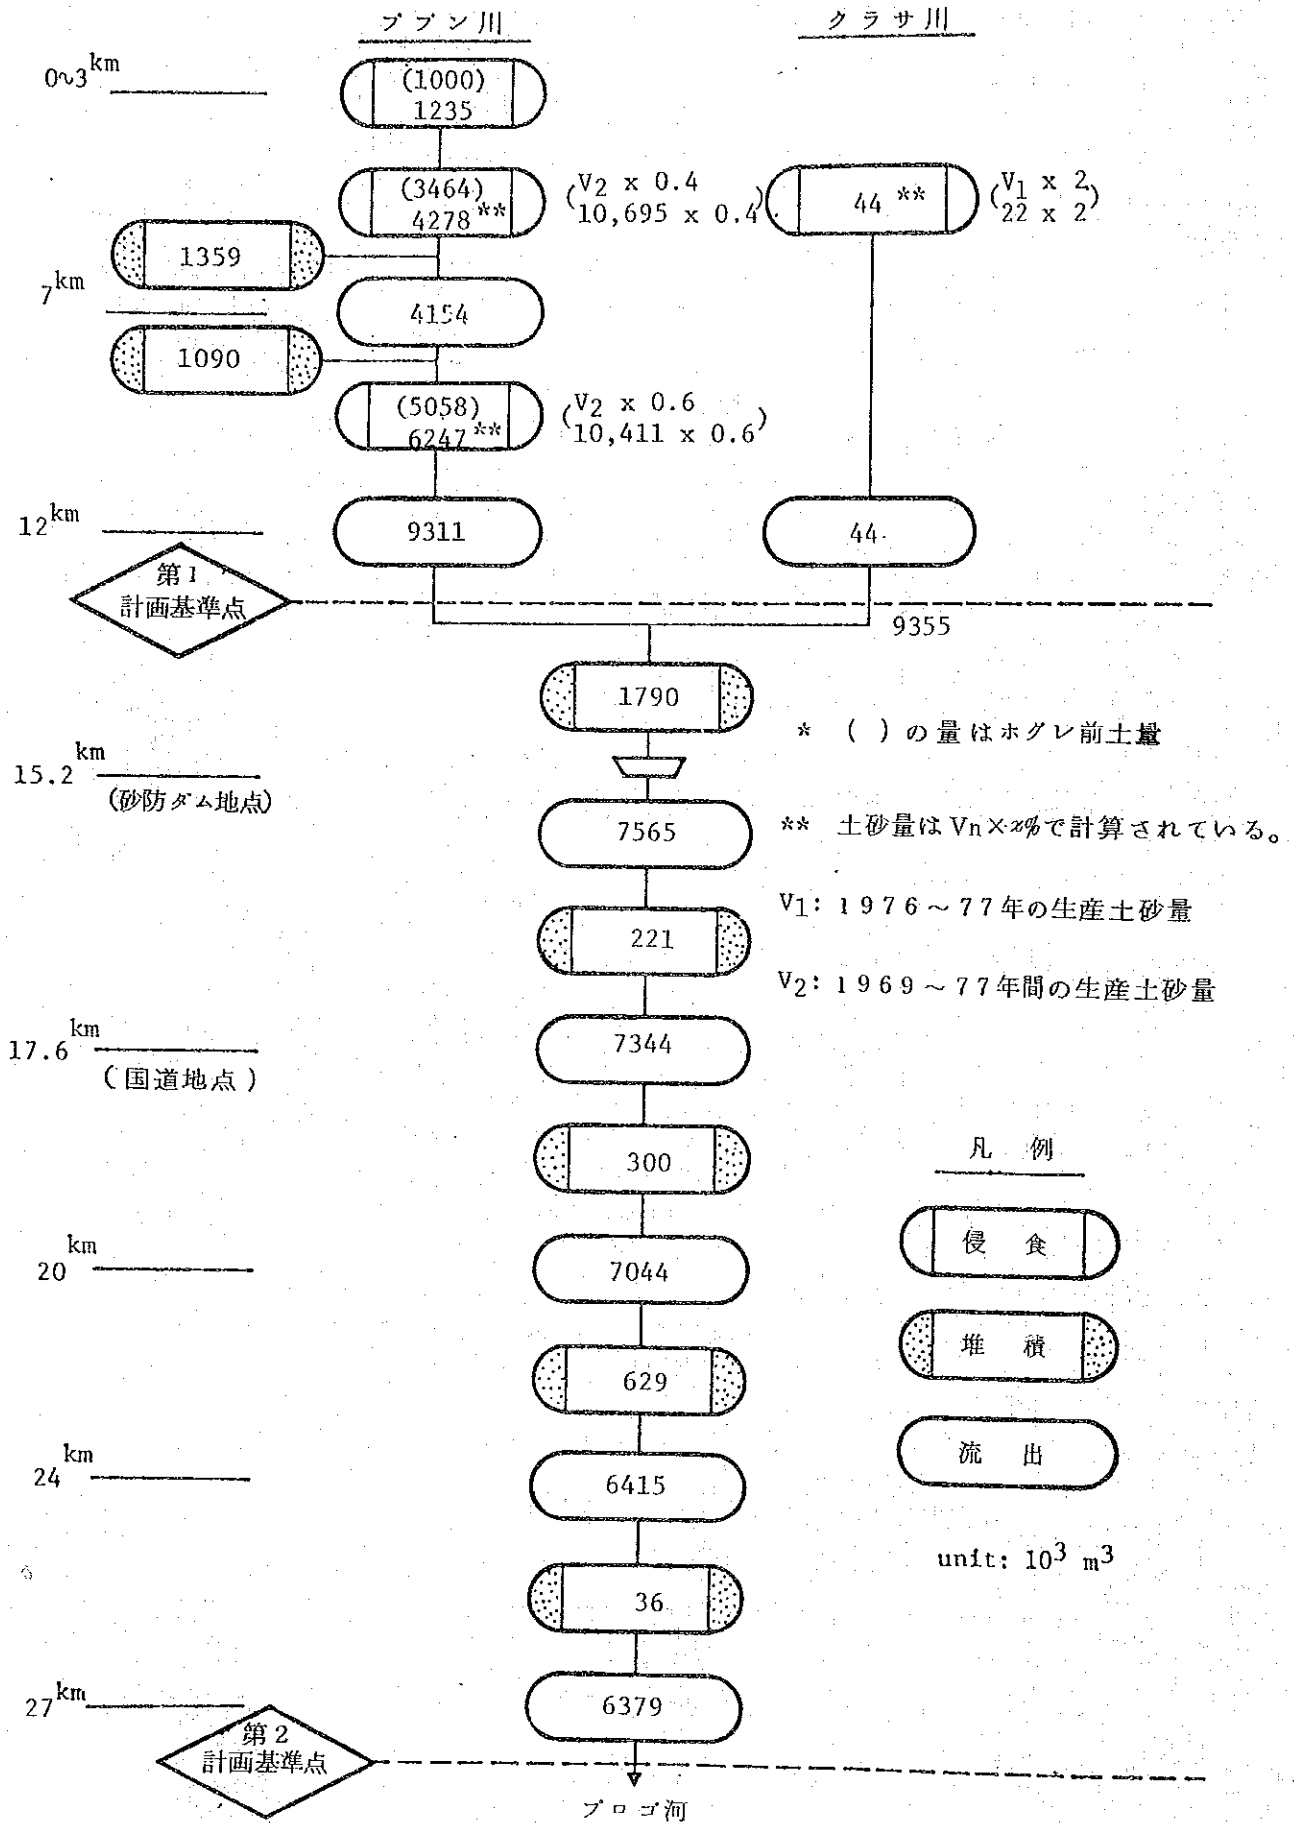 ブブン川
クラサ川
0~3km
(1000)
1235
(3464)
4278**
(V2 x 0.4
10,695 x 0.4)
44 **
(V1 x 2
22 x 2)
1359
7km
4154
1090
(5058)
6247**
(V2 x 0.6
10,411 x 0.6)
12km
9311
44
第1
計画基準点
9355
1790
* ( )の量はホグレ前土量
15.2km
(砂防ダム地点)
7565
** 土砂量はVn×%で計算されている。
V1: 1976~77年の生産土砂量
221
V2: 1969~77年間の生産土砂量
17.6km
(国道地点)
7344
300
凡例
侵食
20km
7044
堆積
629
流出
24km
6415
unit: 10³ m³
36
27km
6379
第2
計画基準点
プロゴ河